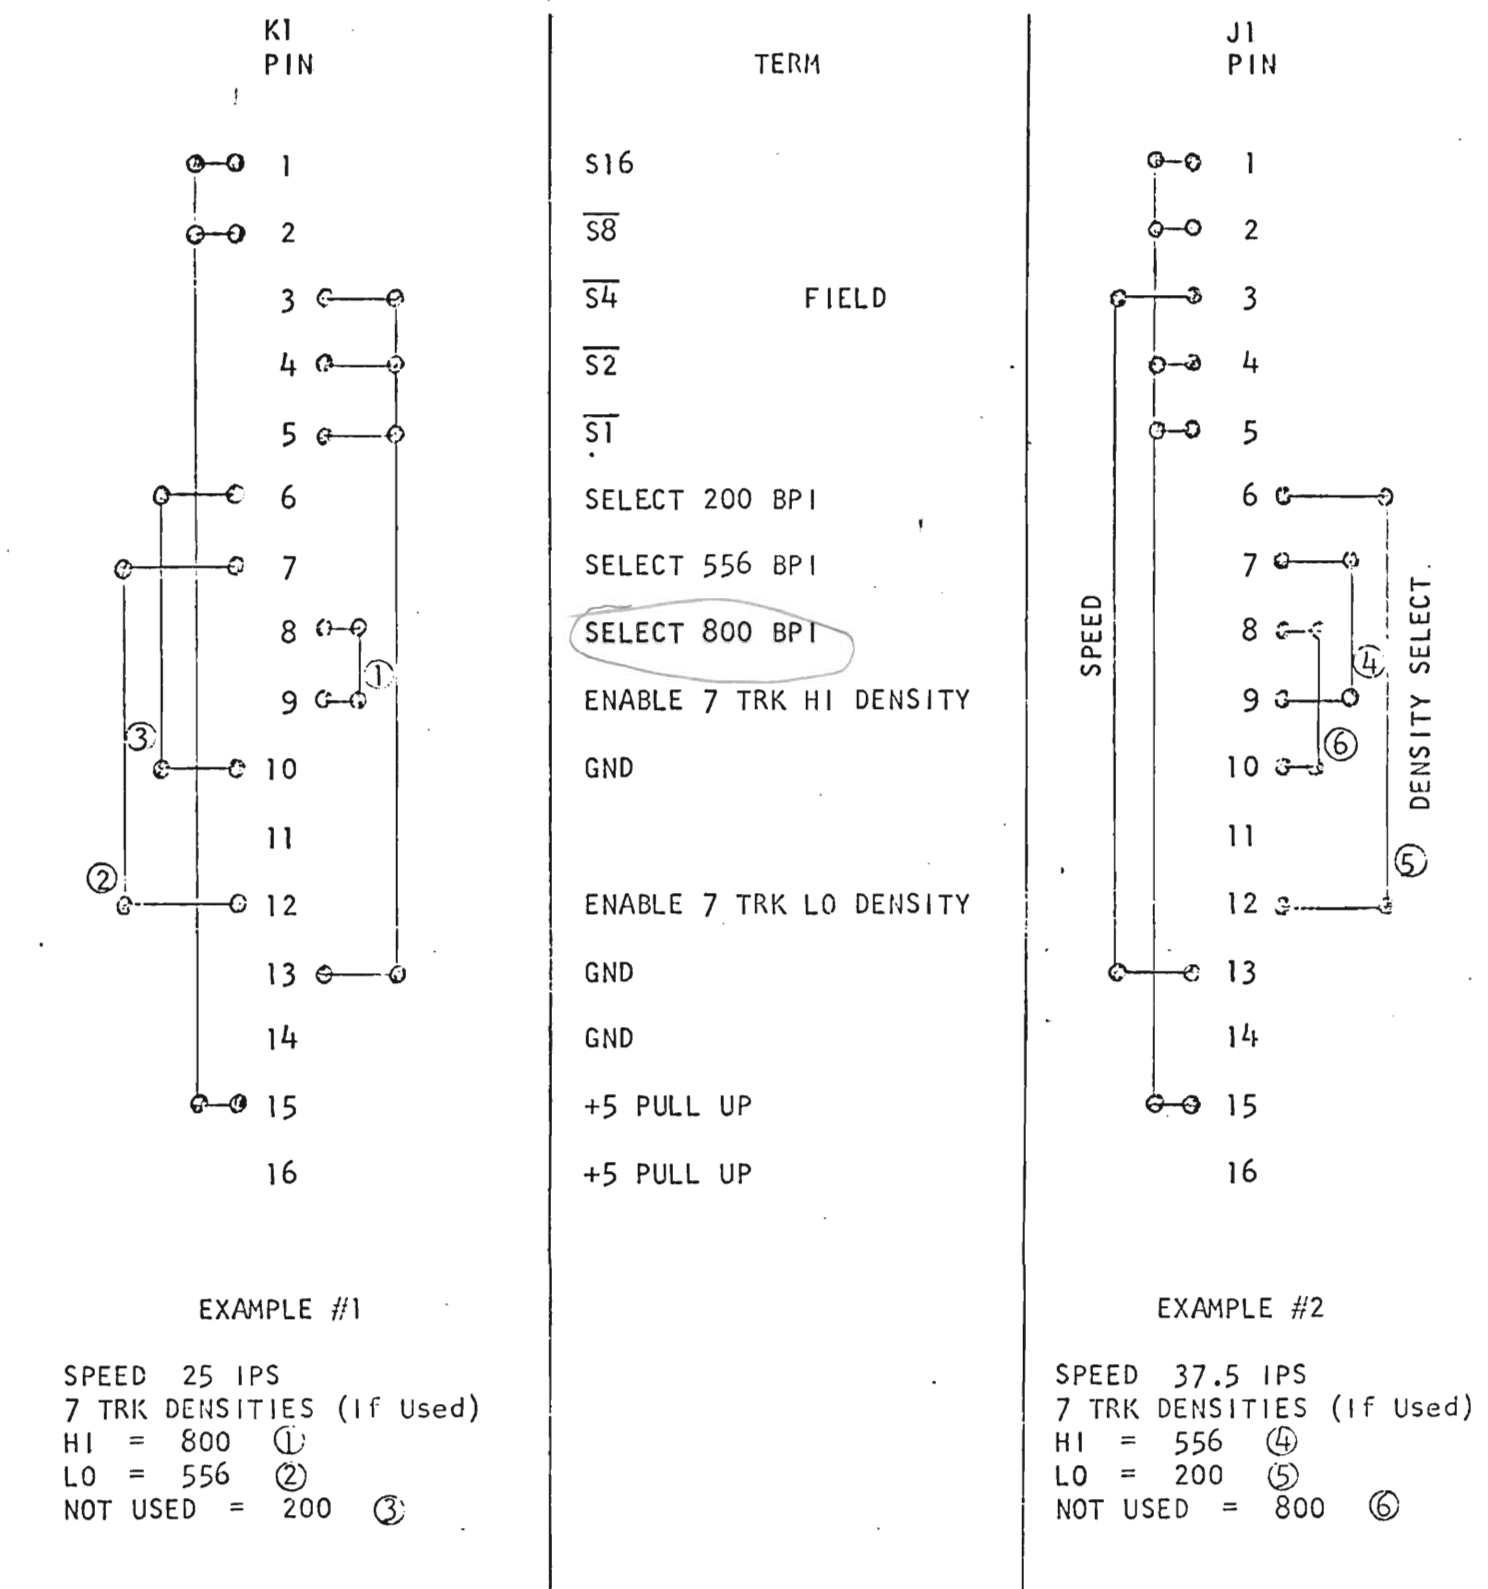 K1
PIN
TERM
J1
PIN
1 S16 1
2 S8 2
3 S4 FIELD 3
4 S2 4
5 S1 5
6 SELECT 200 BPI 6
7 SELECT 556 BPI 7
8 SELECT 800 BPI 8
① ④
9 ENABLE 7 TRK HI DENSITY 9
③ ⑥
10 GND 10
11 11
② ⑤
12 ENABLE 7 TRK LO DENSITY 12
13 GND 13
14 GND 14
15 +5 PULL UP 15
16 +5 PULL UP 16
SPEED
DENSITY SELECT
EXAMPLE #1
SPEED 25 IPS
7 TRK DENSITIES (If Used)
HI = 800 ①
LO = 556 ②
NOT USED = 200 ③
EXAMPLE #2
SPEED 37.5 IPS
7 TRK DENSITIES (If Used)
HI = 556 ④
LO = 200 ⑤
NOT USED = 800 ⑥